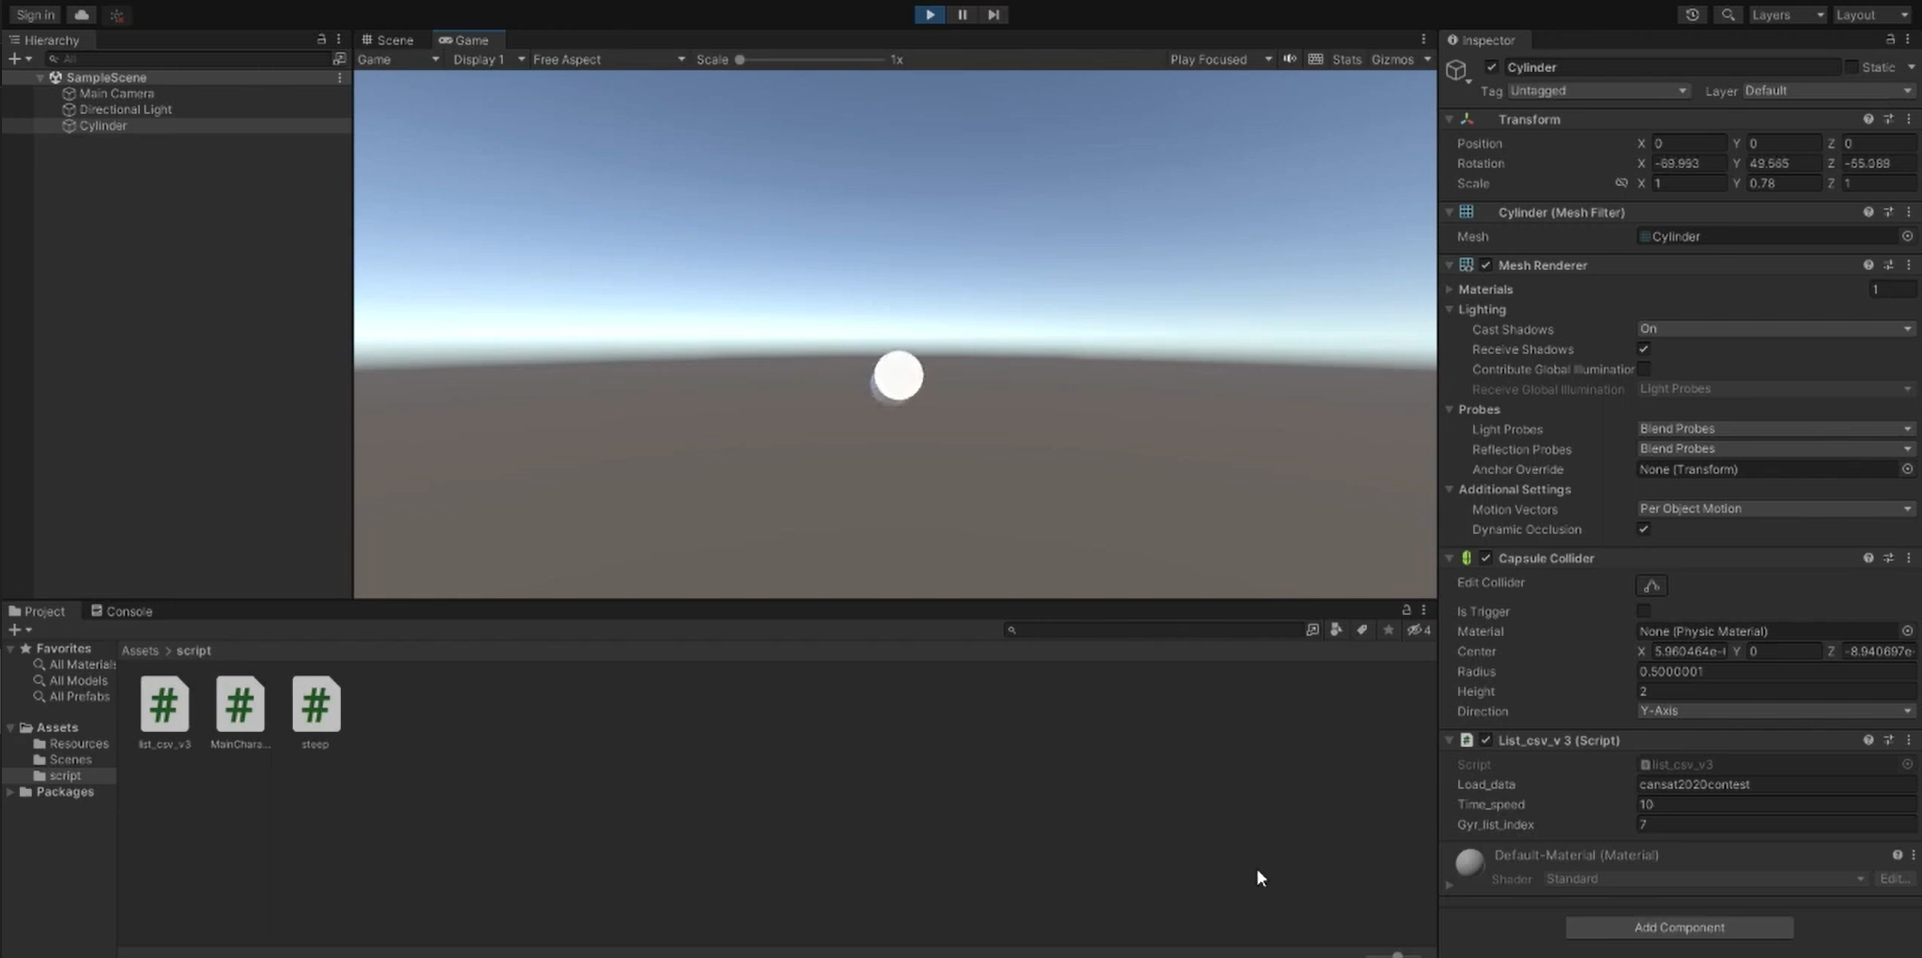 Sign in
Layers
Layout
Hierarchy
All
SampleScene
Main Camera
Directional Light
Cylinder
Scene
Game
Game
Display 1
Free Aspect
Scale
1x
Play Focused
Stats
Gizmos
Inspector
Cylinder
Static
Tag Untagged
Layer Default
Transform
Position X 0 Y 0 Z 0
Rotation X -69.993 Y 49.565 Z -55.989
Scale X 1 Y 0.78 Z 1
Cylinder (Mesh Filter)
Mesh Cylinder
Mesh Renderer
Materials 1
Lighting
Cast Shadows On
Receive Shadows
Contribute Global Illumination
Receive Global Illumination Light Probes
Probes
Light Probes Blend Probes
Reflection Probes Blend Probes
Anchor Override None (Transform)
Additional Settings
Motion Vectors Per Object Motion
Dynamic Occlusion
Capsule Collider
Edit Collider
Is Trigger
Material None (Physic Material)
Center X 5.960464e- Y 0 Z -8.940697e-
Radius 0.5000001
Height 2
Direction Y-Axis
List_csv_v 3 (Script)
Script list_csv_v3
Load_data cansat2020contest
Time_speed 10
Gyr_list_index 7
Default-Material (Material)
Shader Standard Edit...
Add Component
Project
Console
4
Favorites
All Materials
All Models
All Prefabs
Assets
Resources
Scenes
script
Packages
Assets > script
list_csv_v3
MainChara...
steep